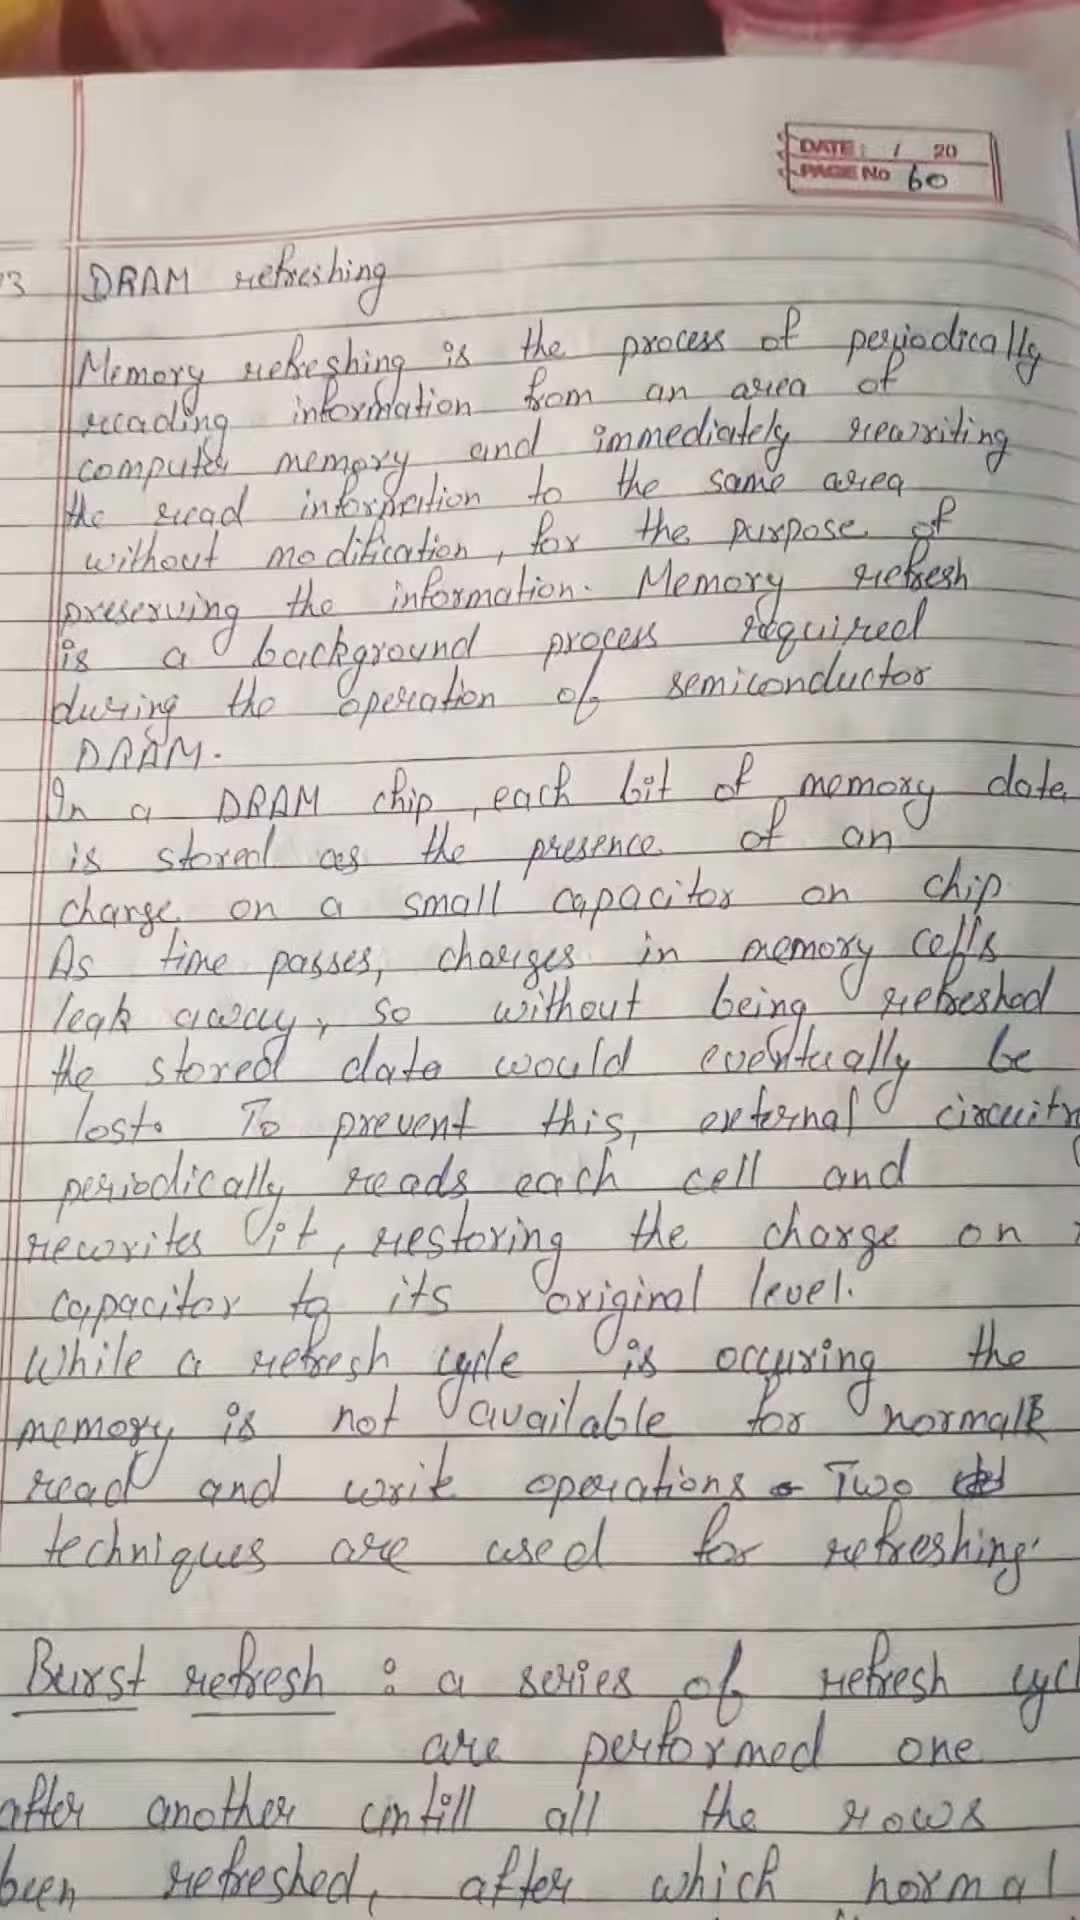 DATE: / 20
PAGE No 60
13 DRAM refreshing
Memory refreshing is the process of periodically
reading information from an area of
computer memory and immediately rewriting
the read information to the same area
without modification, for the purpose of
preserving the information. Memory refresh
is a background process required
during the operation of semiconductor
DRAM.
In a DRAM chip, each bit of memory data
is stored as the presence of an
charge on a small capacitor on chip
As time passes, charges in memory cells
leak away, so without being refreshed
the stored data would eventually be
lost. To prevent this, external circuitr
periodically reads each cell and
rewrites it, restoring the charge on
capacitor to its original level.
While a refresh cycle is occuring the
memory is not available for normal
read and write operations. Two
techniques are used for refreshing.
Burst refresh : a series of refresh cycl
are performed one
after another untill all the rows
been refreshed, after which normal